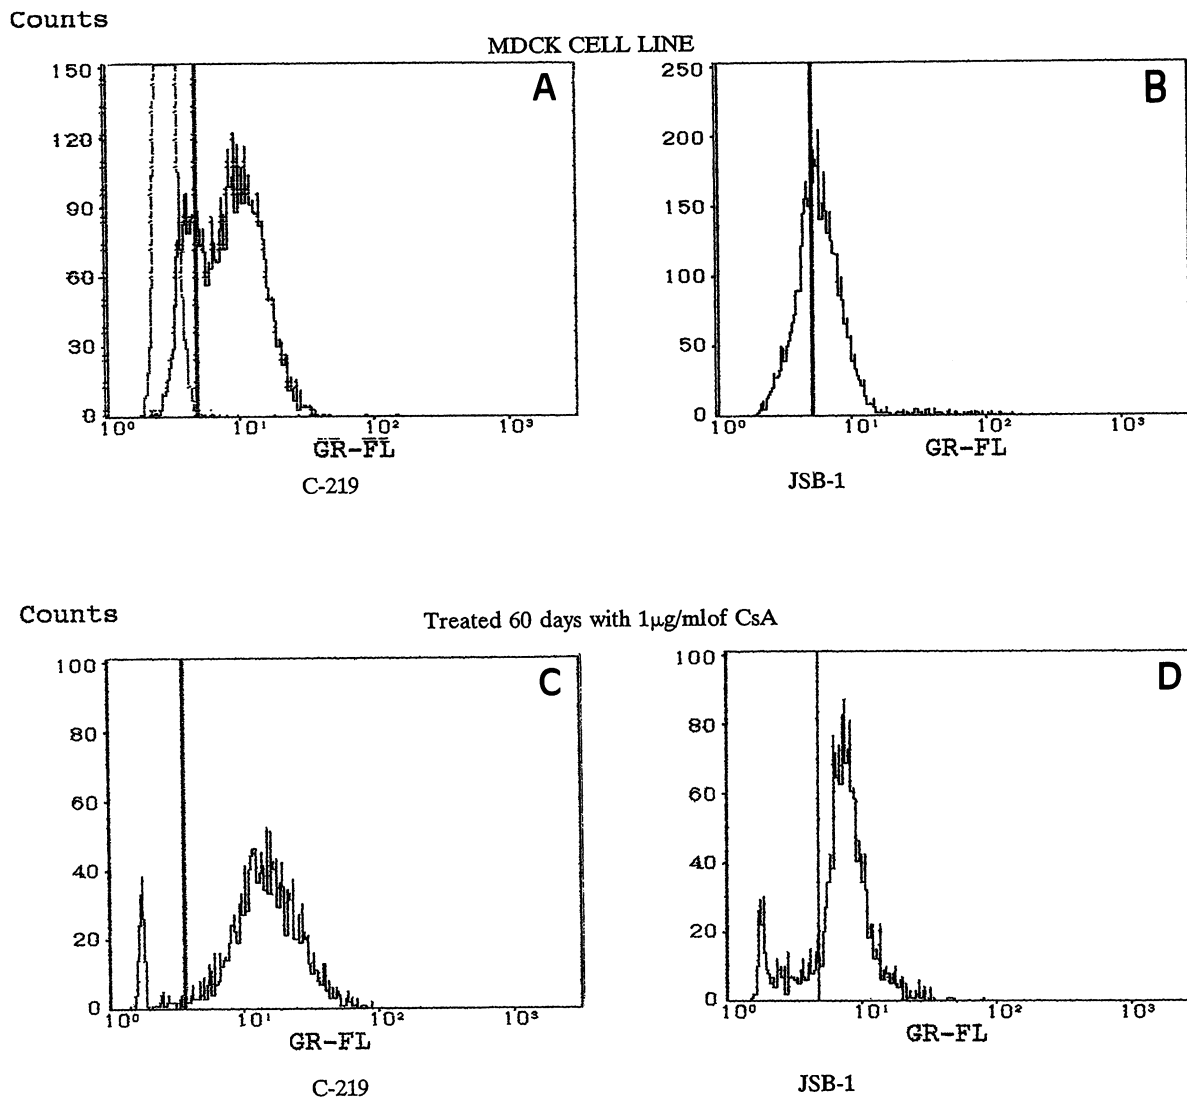 Counts
MDCK CELL LINE
150
120
90
60
30
0
A
10⁰ 10¹ 10² 10³
GR-FL
C-219
250
200
150
100
50
0
B
10⁰ 10¹ 10² 10³
GR-FL
JSB-1
Counts
Treated 60 days with 1μg/mlof CsA
100
80
60
40
20
0
C
10⁰ 10¹ 10² 10³
GR-FL
C-219
100
80
60
40
20
0
D
10⁰ 10¹ 10² 10³
GR-FL
JSB-1